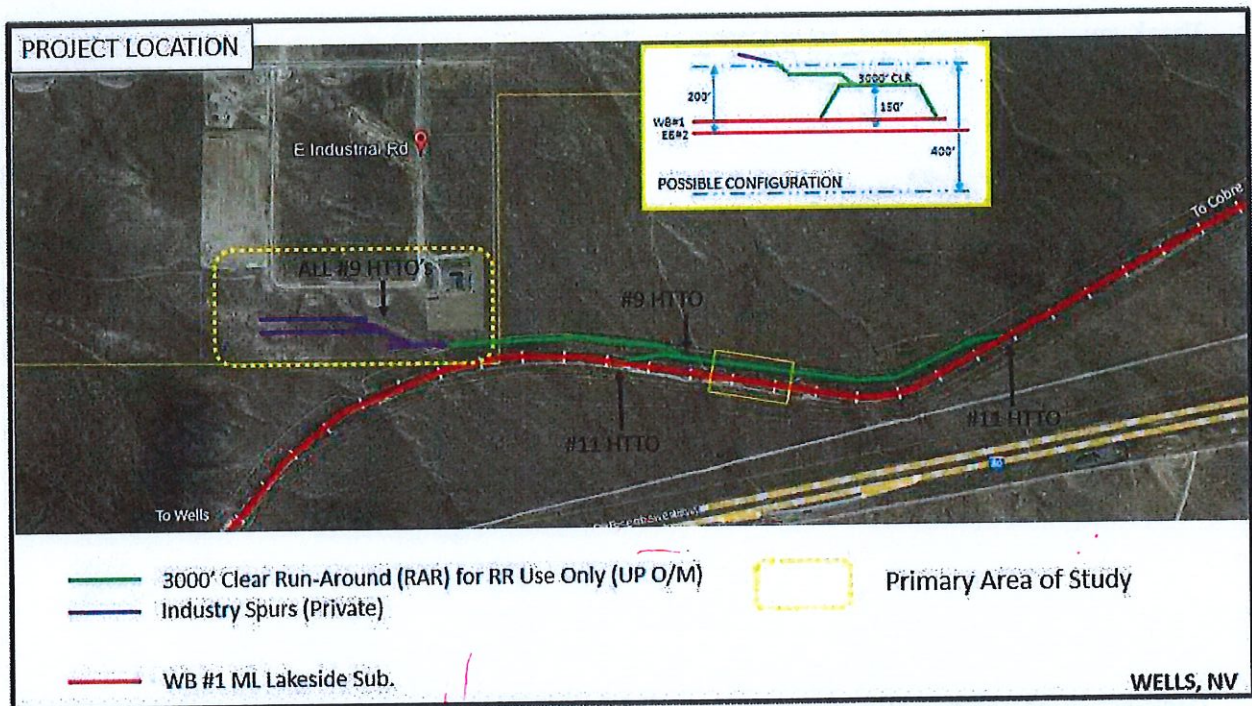 PROJECT LOCATION
3000' CLR
200'
150'
WB#1
EB#2
400'
POSSIBLE CONFIGURATION
E Industrial Rd
To Cobre
ALL #9 HTTO's
#9 HTTO
#11 HTTO
#11 HTTO
80
To Wells
3000' Clear Run-Around (RAR) for RR Use Only (UP O/M)
Primary Area of Study
Industry Spurs (Private)
WB #1 ML Lakeside Sub.
WELLS, NV